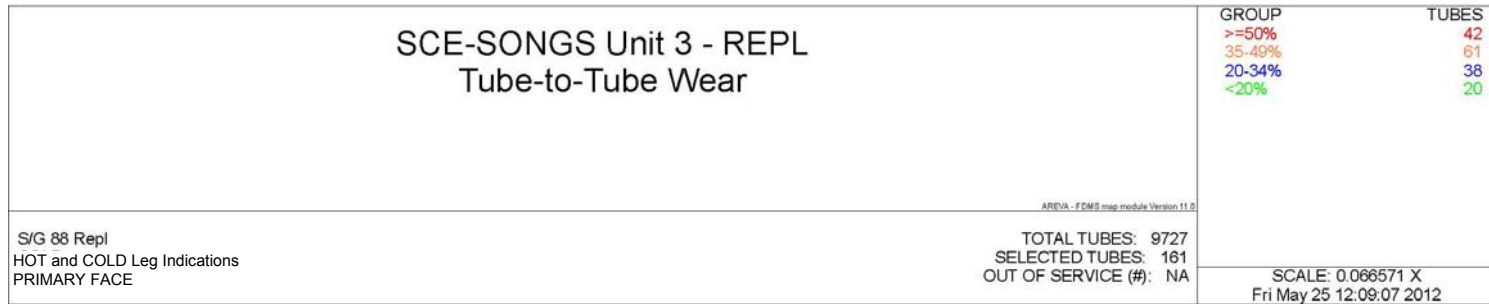 SCE-SONGS Unit 3 - REPL
Tube-to-Tube Wear
AREVA - FDMS map module Version 11.0
GROUP TUBES
>=50% 42
35-49% 61
20-34% 38
<20% 20
S/G 88 Repl
HOT and COLD Leg Indications
PRIMARY FACE
TOTAL TUBES: 9727
SELECTED TUBES: 161
OUT OF SERVICE (#): NA
SCALE: 0.066571 X
Fri May 25 12:09:07 2012